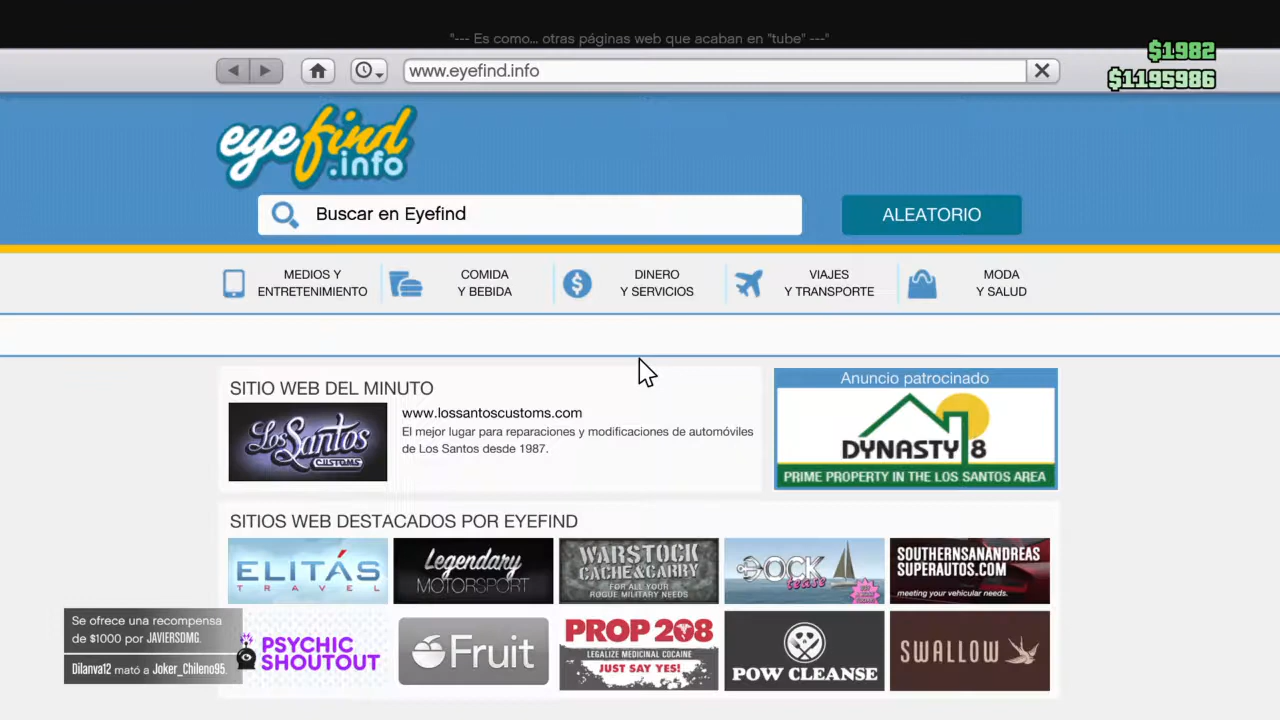 "--- Es como... otras páginas web que acaban en "tube" ---"
www.eyefind.info
$1982
$1195986
eyefind
.info
Buscar en Eyefind
ALEATORIO
MEDIOS Y
ENTRETENIMIENTO
COMIDA
Y BEBIDA
DINERO
Y SERVICIOS
VIAJES
Y TRANSPORTE
MODA
Y SALUD
SITIO WEB DEL MINUTO
Los Santos
CUSTOMS
www.lossantoscustoms.com
El mejor lugar para reparaciones y modificaciones de automóviles
de Los Santos desde 1987.
Anuncio patrocinado
DYNASTY 8
PRIME PROPERTY IN THE LOS SANTOS AREA
SITIOS WEB DESTACADOS POR EYEFIND
ELITÁS
TRAVEL
Legendary
MOTORSPORT
WARSTOCK
CACHE & CARRY
FOR ALL YOUR
ROGUE MILITARY NEEDS
DOCK
tease
SOUTHERNSANANDREAS
SUPERAUTOS.COM
meeting your vehicular needs.
PSYCHIC
SHOUTOUT
Fruit
PROP 208
LEGALIZE MEDICINAL COCAINE
JUST SAY YES!
POW CLEANSE
SWALLOW
Se ofrece una recompensa
de $1000 por JAVIERSDMG.
Dilanva12 mató a Joker_Chileno95.